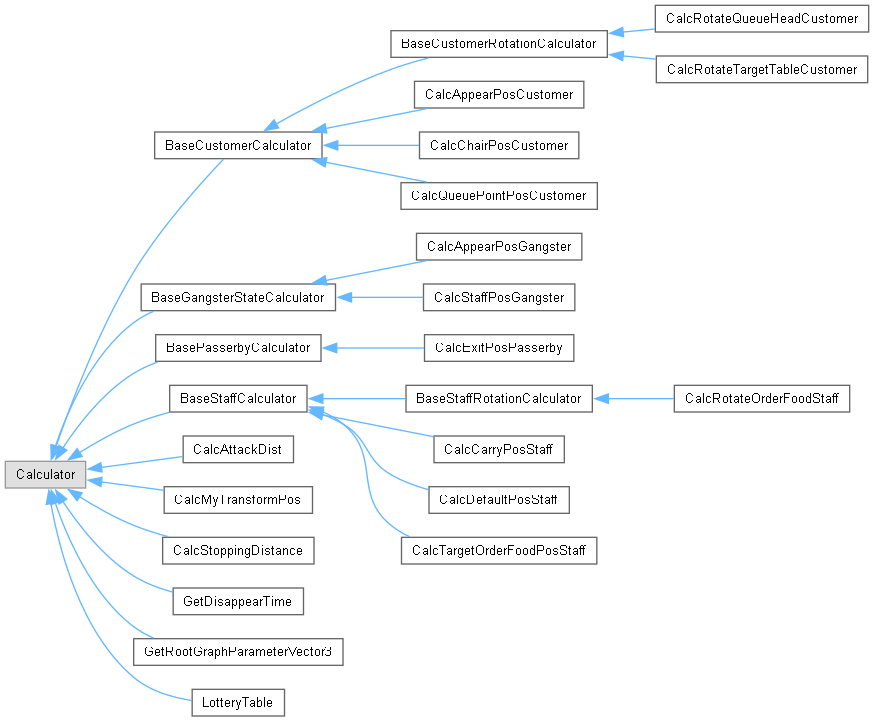 CalcRotateQueueHeadCustomer
BaseCustomerRotationCalculator
CalcRotateTargetTableCustomer
CalcAppearPosCustomer
BaseCustomerCalculator
CalcChairPosCustomer
CalcQueuePointPosCustomer
CalcAppearPosGangster
BaseGangsterStateCalculator
CalcStaffPosGangster
BasePasserbyCalculator
CalcExitPosPasserby
BaseStaffCalculator
BaseStaffRotationCalculator
CalcRotateOrderFoodStaff
CalcAttackDist
CalcCarryPosStaff
Calculator
CalcMyTransformPos
CalcDefaultPosStaff
CalcStoppingDistance
CalcTargetOrderFoodPosStaff
GetDisappearTime
GetRootGraphParameterVector3
LotteryTable